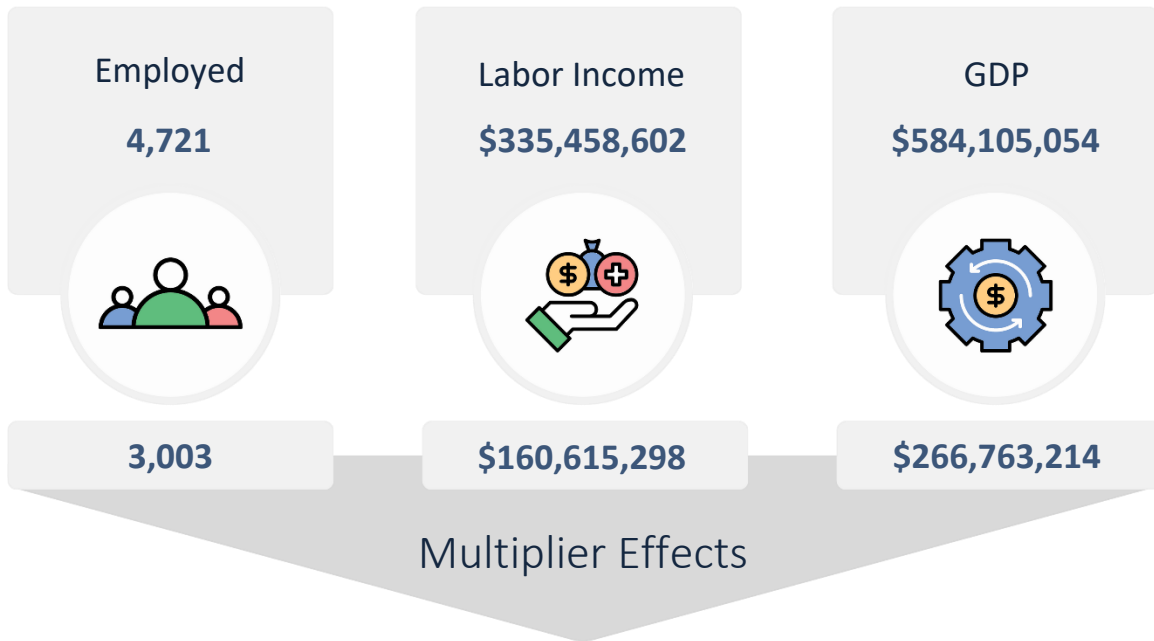 Employed
4,721
Labor Income
$335,458,602
GDP
$584,105,054
3,003
$160,615,298
$266,763,214
Multiplier Effects